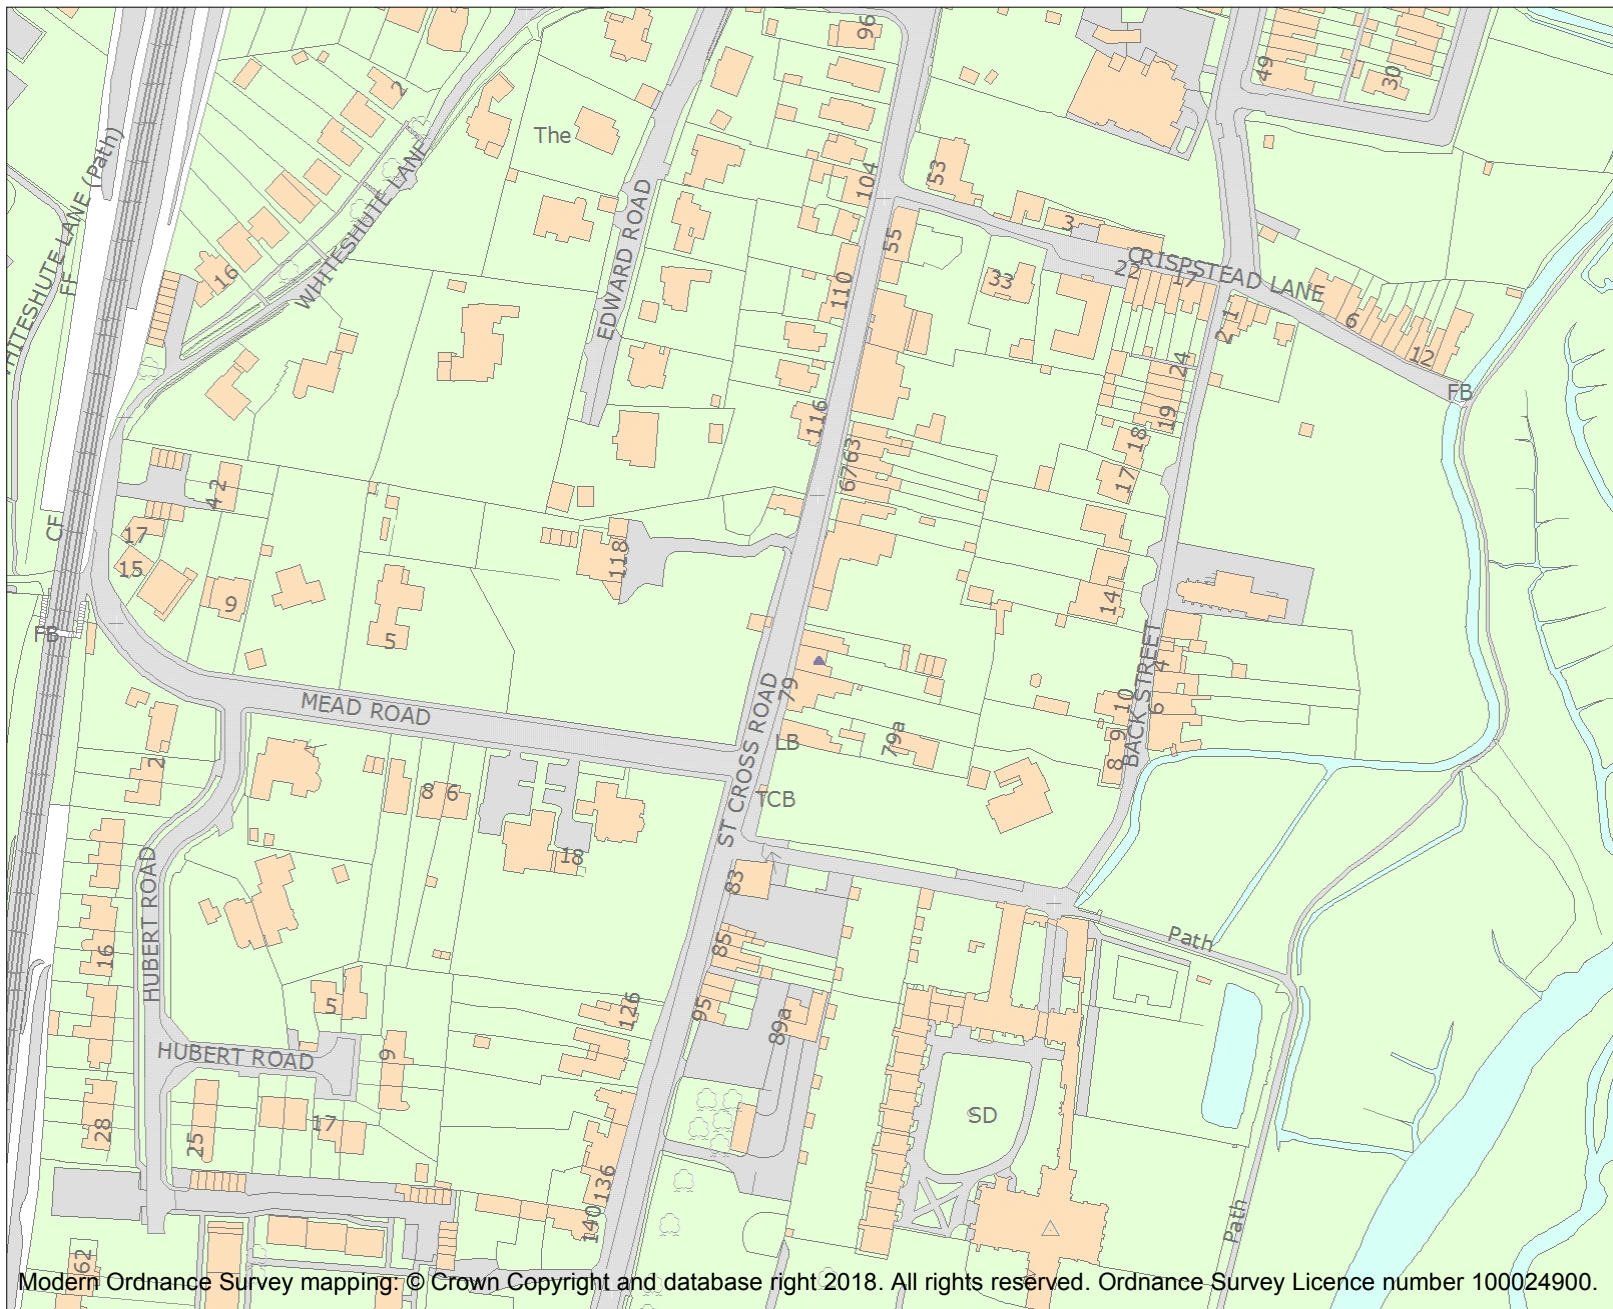 96
49
30
2
The
WHITESHUTE LANE (Path)
FF
WHITESHUTE LANE
16
EDWARD ROAD
104
53
55
3
110
33
CRISPSTEAD LANE
22
17
2
1
6
12
FB
24
19
18
17
116
6763
CF
4 2
17
15
9
5
FB
118
14
BACK STREET
4
6
10
9
8
MEAD ROAD
79
LB
79a
ST CROSS ROAD
TCB
2
8 6
18
83
HUBERT ROAD
16
85
Path
5
126
95
89a
9
HUBERT ROAD
SD
28
25
17
136
140
Path
62
Modern Ordnance Survey mapping: © Crown Copyright and database right 2018. All rights reserved. Ordnance Survey Licence number 100024900.